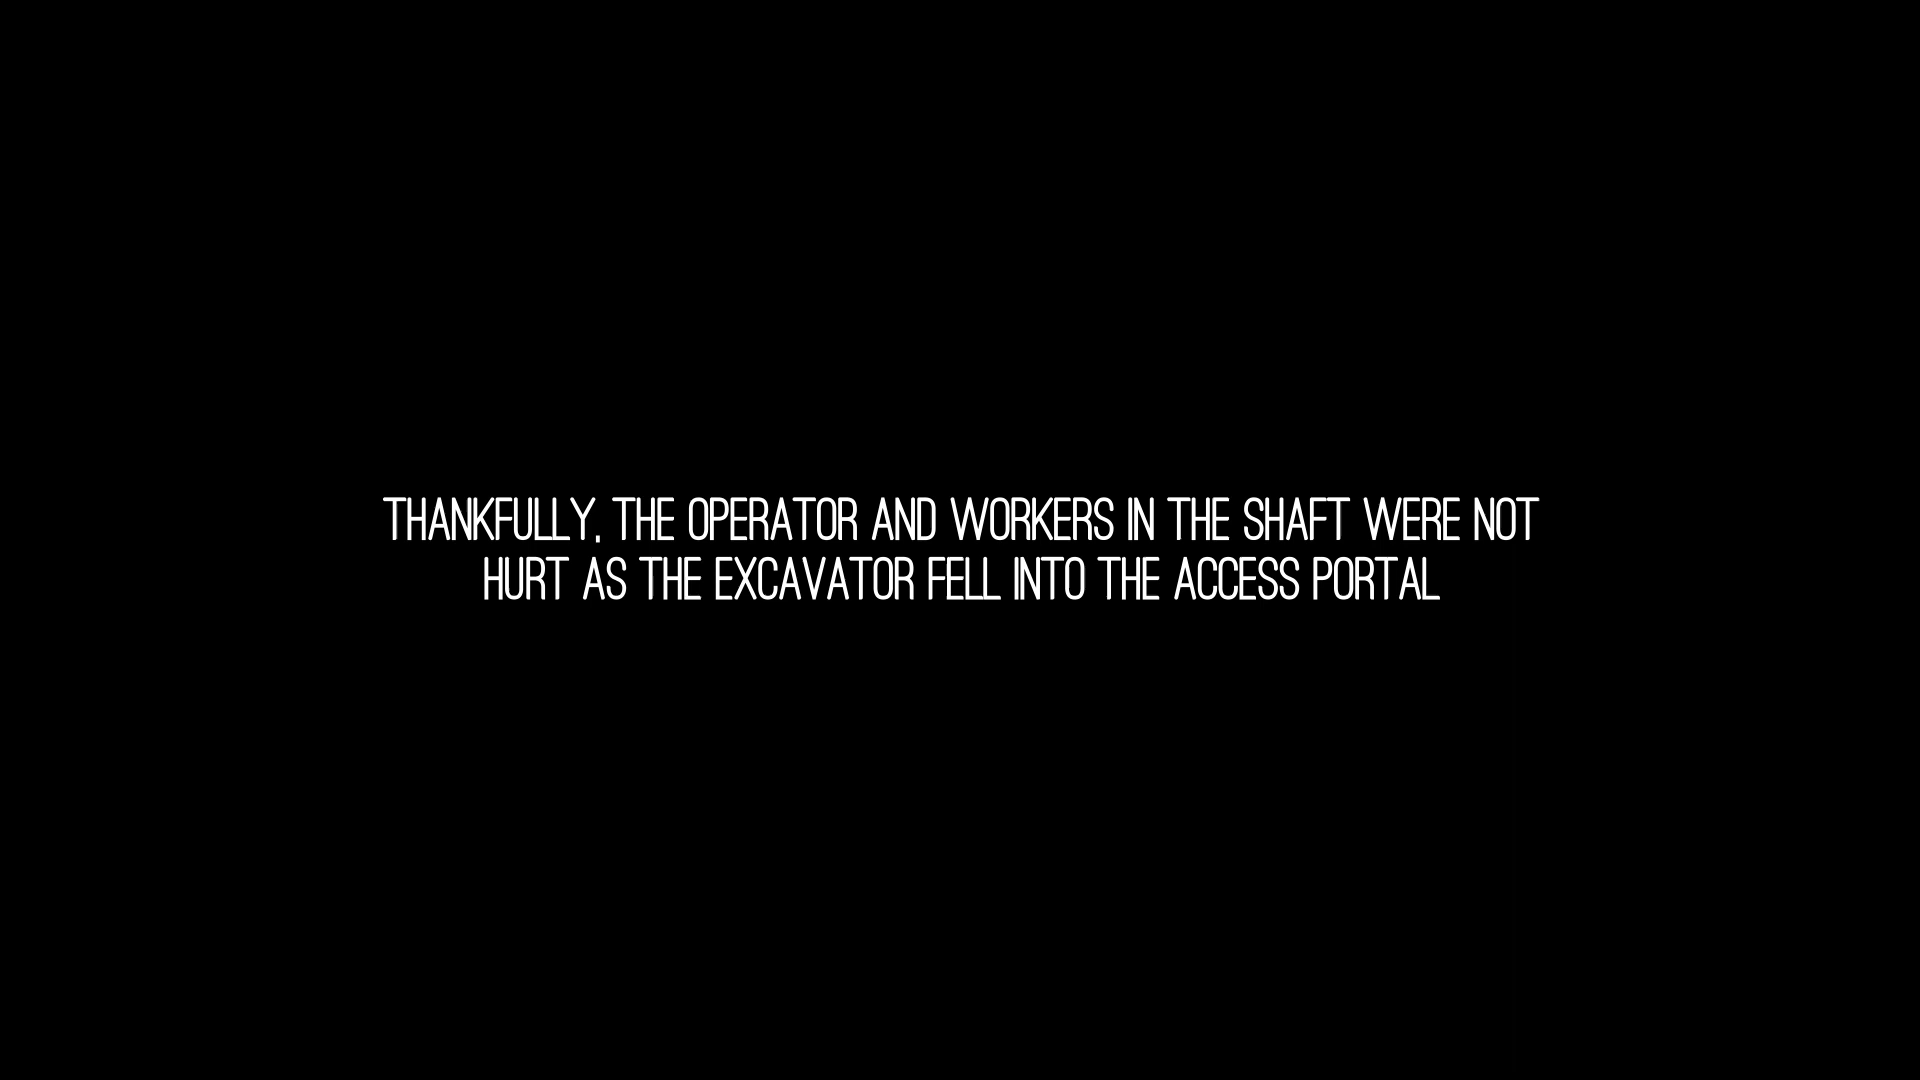 THANKFULLY, THE OPERATOR AND WORKERS IN THE SHAFT WERE NOT
HURT AS THE EXCAVATOR FELL INTO THE ACCESS PORTAL